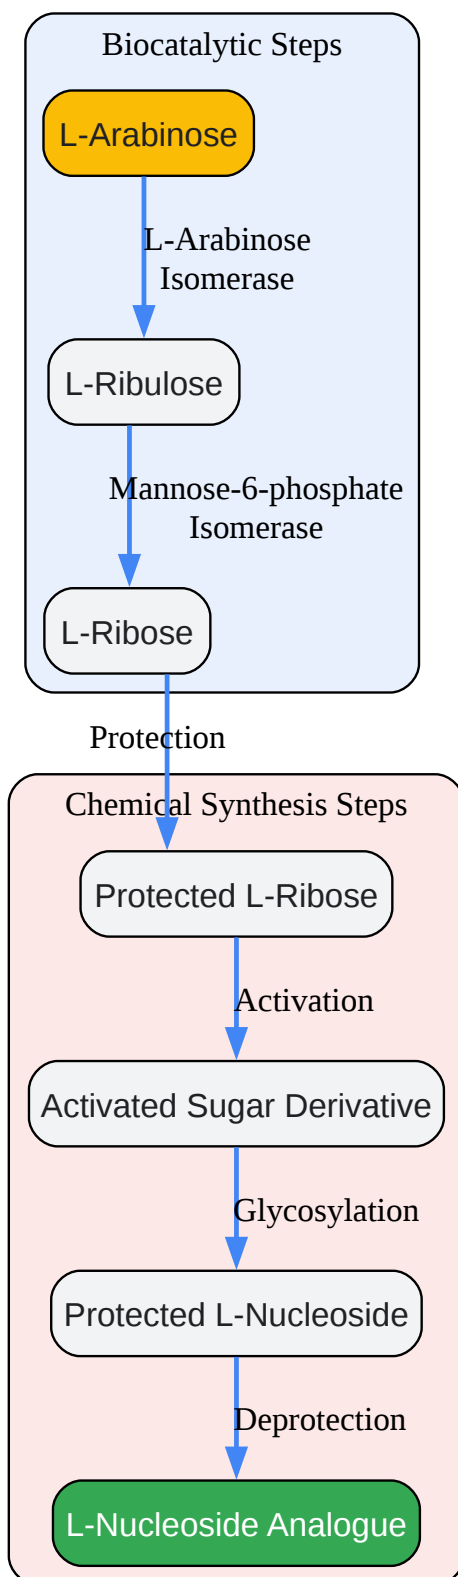 Biocatalytic Steps
L-Arabinose
L-Arabinose
Isomerase
L-Ribulose
Mannose-6-phosphate
Isomerase
L-Ribose
Protection
Chemical Synthesis Steps
Protected L-Ribose
Activation
Activated Sugar Derivative
Glycosylation
Protected L-Nucleoside
Deprotection
L-Nucleoside Analogue